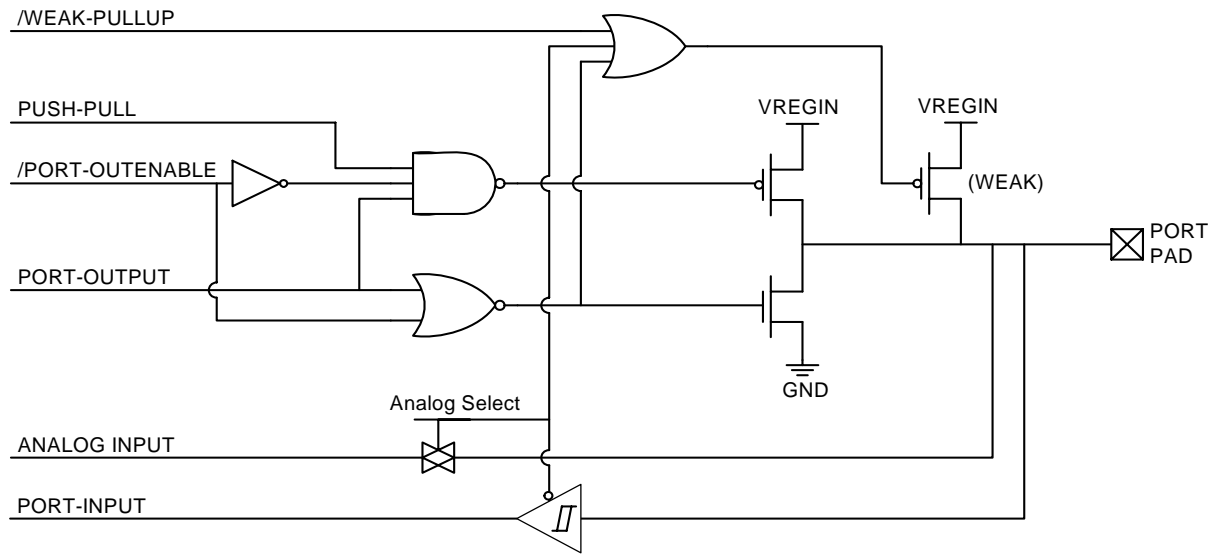 /WEAK-PULLUP
PUSH-PULL
VREGIN
VREGIN
/PORT-OUTENABLE
(WEAK)
PORT
PAD
PORT-OUTPUT
GND
Analog Select
ANALOG INPUT
PORT-INPUT